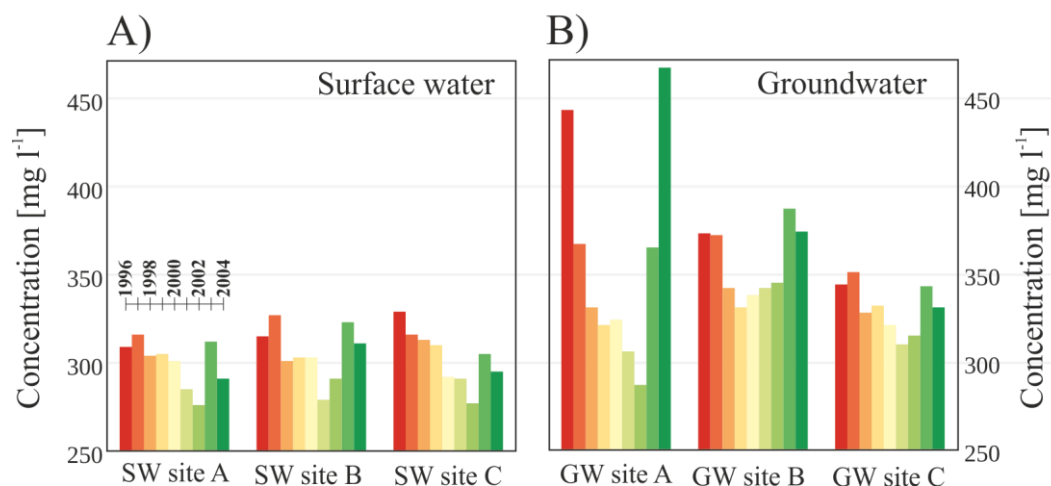 A)
Surface water
Concentration [mg l⁻¹]
450
400
350
300
250
1996
1998
2000
2002
2004
SW site A
SW site B
SW site C
B)
Groundwater
GW site A
GW site B
GW site C
450
400
350
300
250
Concentration [mg l⁻¹]